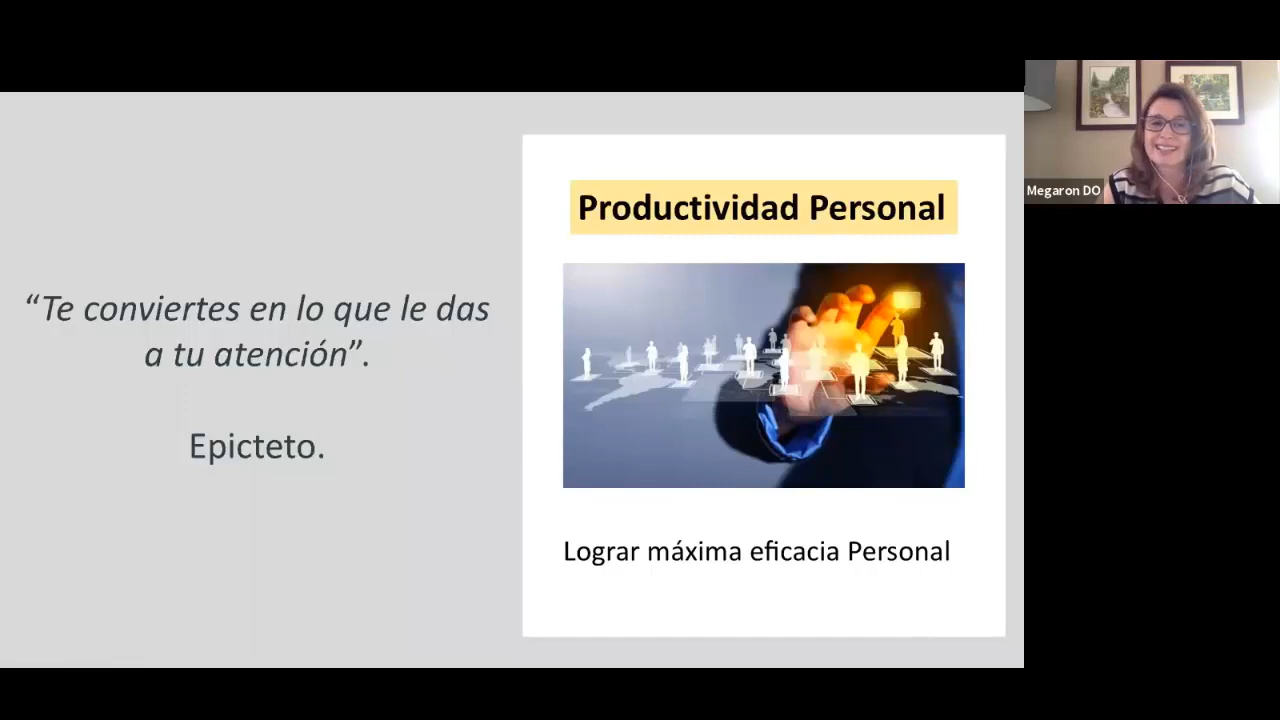 “Te conviertes en lo que le das
a tu atención”.
Epicteto.
Productividad Personal
Lograr máxima eficacia Personal
Megaron DO